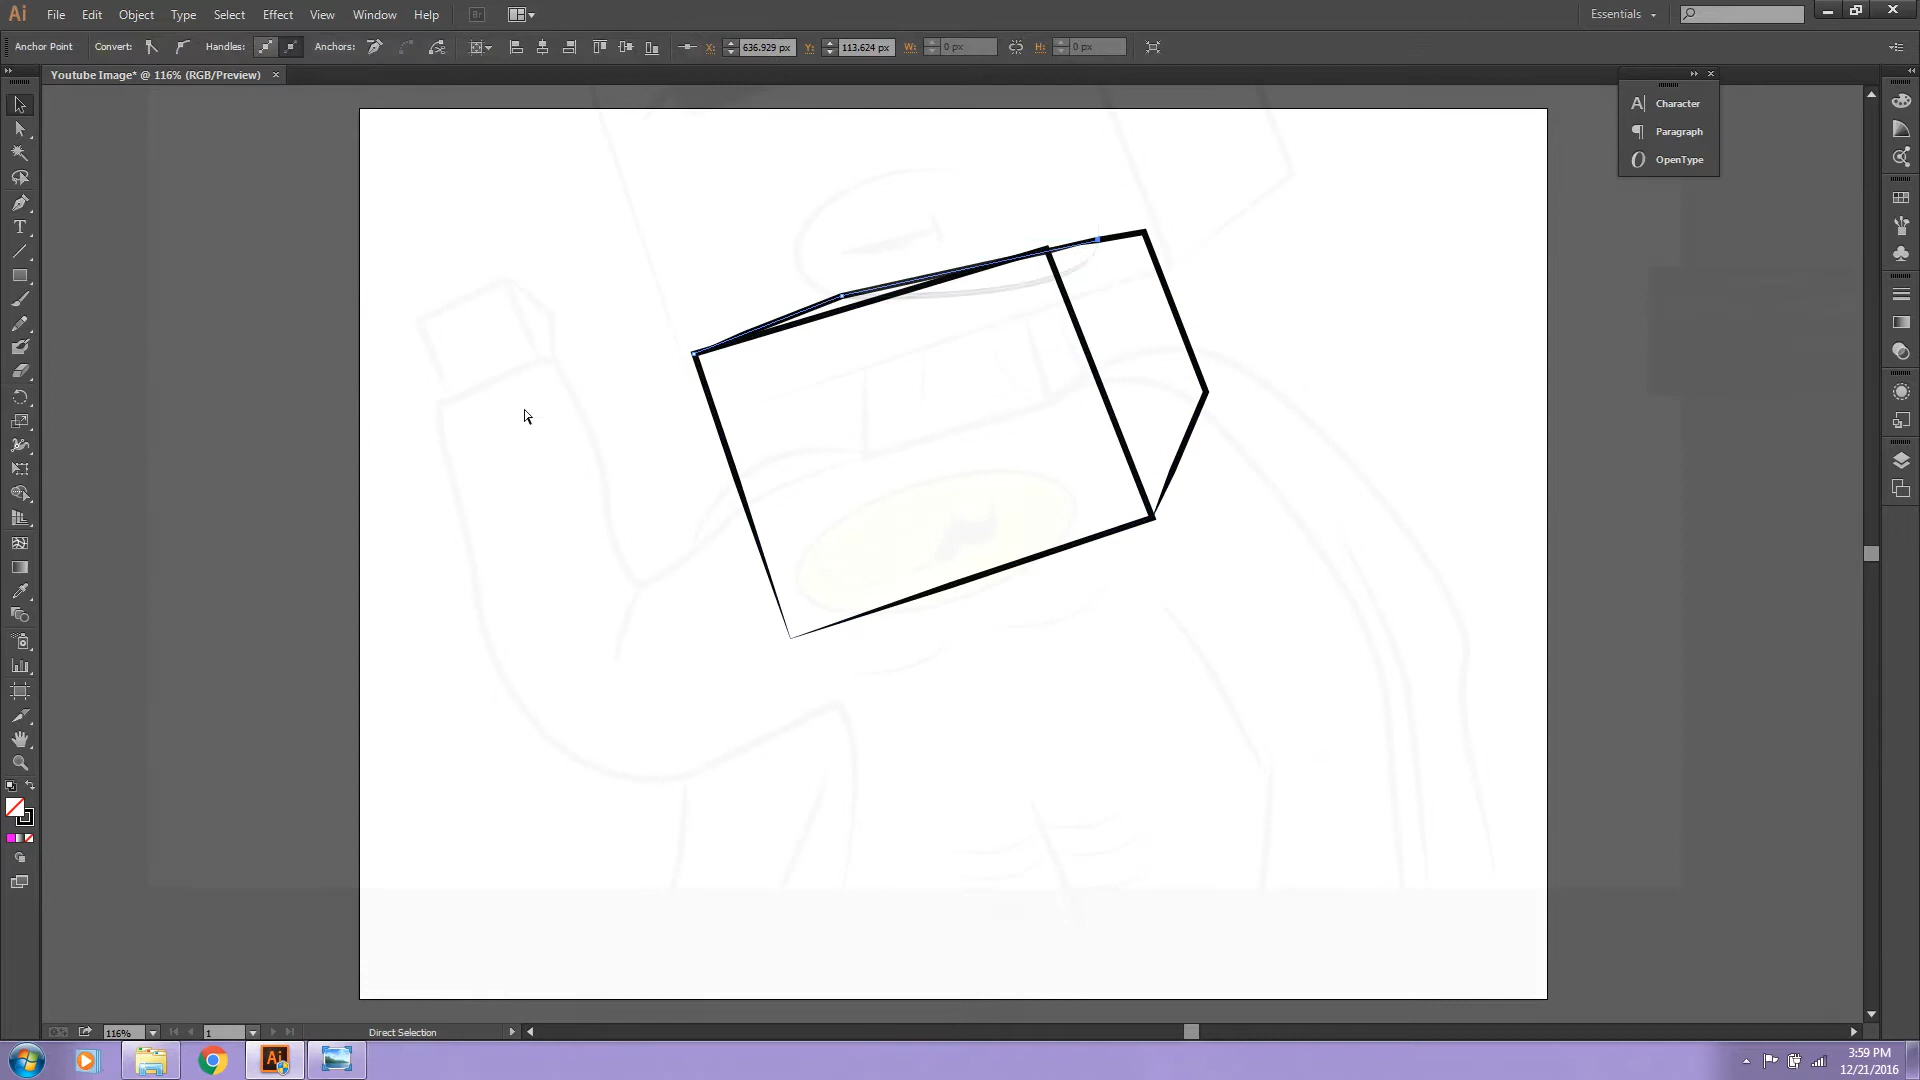 Ai File Edit Object Type Select Effect View Window Help Br Essentials
Anchor Point Convert: Handles: Anchors: X: 636.929 px Y: 113.624 px W: 0 px H: 0 px
Youtube Image* @ 116% (RGB/Preview)
Character
Paragraph
OpenType
116% 1 Direct Selection
Ai
3:59 PM
12/21/2016